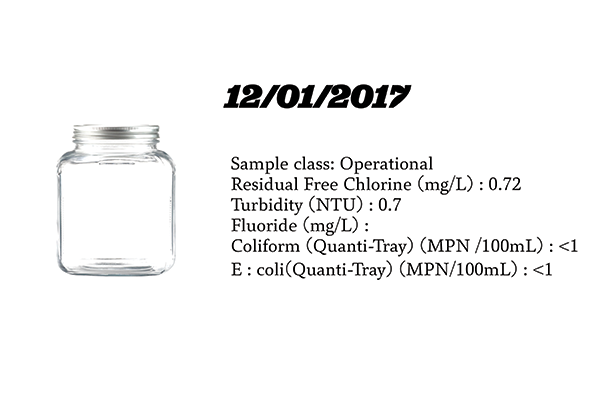 12/01/2017
Sample class: Operational
Residual Free Chlorine (mg/L) : 0.72
Turbidity (NTU) : 0.7
Fluoride (mg/L) :
Coliform (Quanti-Tray) (MPN /100mL) : <1
E : coli(Quanti-Tray) (MPN/100mL) : <1